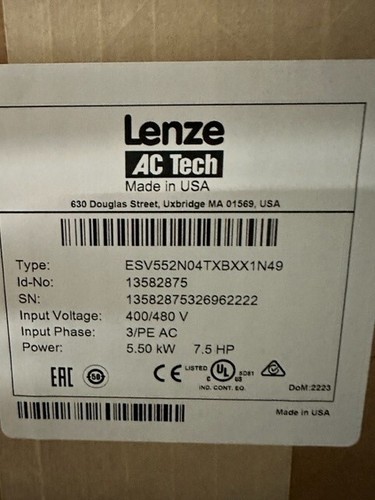 Lenze
AC Tech
Made in USA
630 Douglas Street, Uxbridge MA 01569, USA
Type: ESV552N04TXBXX1N49
Id-No: 13582875
SN: 13582875326962222
Input Voltage: 400/480 V
Input Phase: 3/PE AC
Power: 5.50 kW 7.5 HP
EAC CE LISTED C UL US 5D81
IND. CONT. EQ. DoM:2223
Made in USA